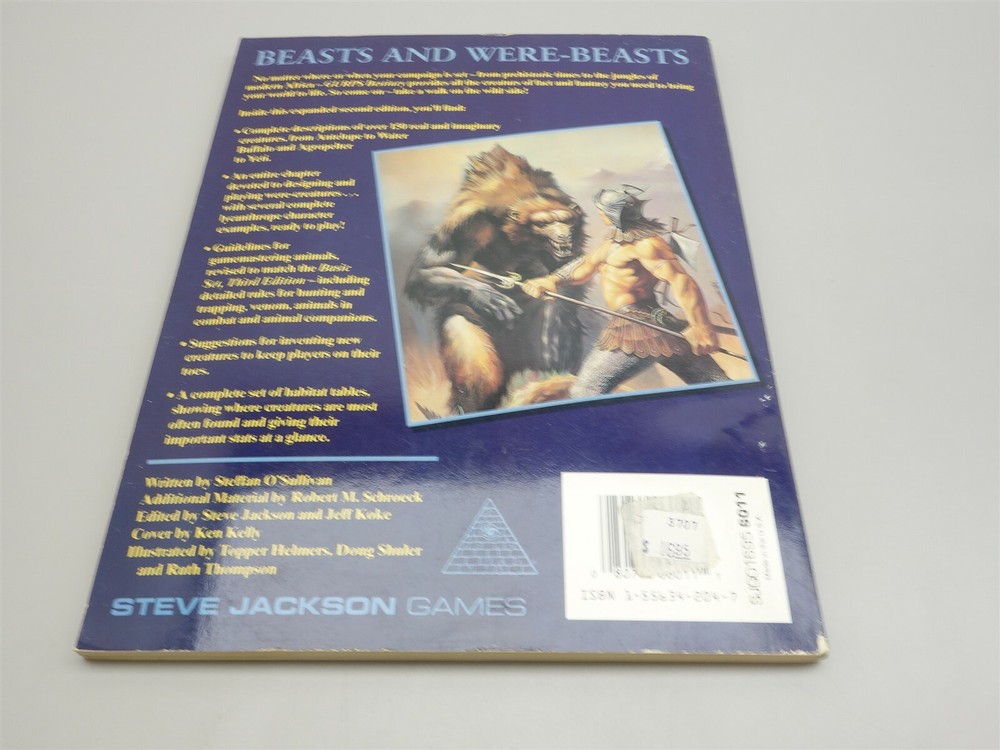 BEASTS AND WERE-BEASTS
No matter where or when your campaign is set – from prehistoric times to the jungles of
modern Africa – GURPS Bestiary provides all the creatures of fact and fantasy you need to bring
your world to life. So come on – take a walk on the wild side!
Inside this expanded second edition, you'll find:
• Complete descriptions of over 150 real and imaginary
creatures, from Antelope to Water
Buffalo and Agropelter
to Yeti.
• An entire chapter
devoted to designing and
playing were-creatures . . .
with several complete
lycanthrope character
examples, ready to play!
• Guidelines for
gamemastering animals,
revised to match the Basic
Set, Third Edition – including
detailed rules for hunting and
trapping, venom, animals in
combat and animal companions.
• Suggestions for inventing new
creatures to keep players on their
toes.
• A complete set of habitat tables,
showing where creatures are most
often found and giving their
important stats at a glance.
Written by Steffan O'Sullivan
Additional Material by Robert M. Schroeck
Edited by Steve Jackson and Jeff Koke
Cover by Ken Kelly
Illustrated by Topper Helmers, Doug Shuler
and Ruth Thompson
STEVE JACKSON GAMES
3707
$ 1695
ISBN 1-55634-204-7
SJG01695 6011
Made in the U.S.A.